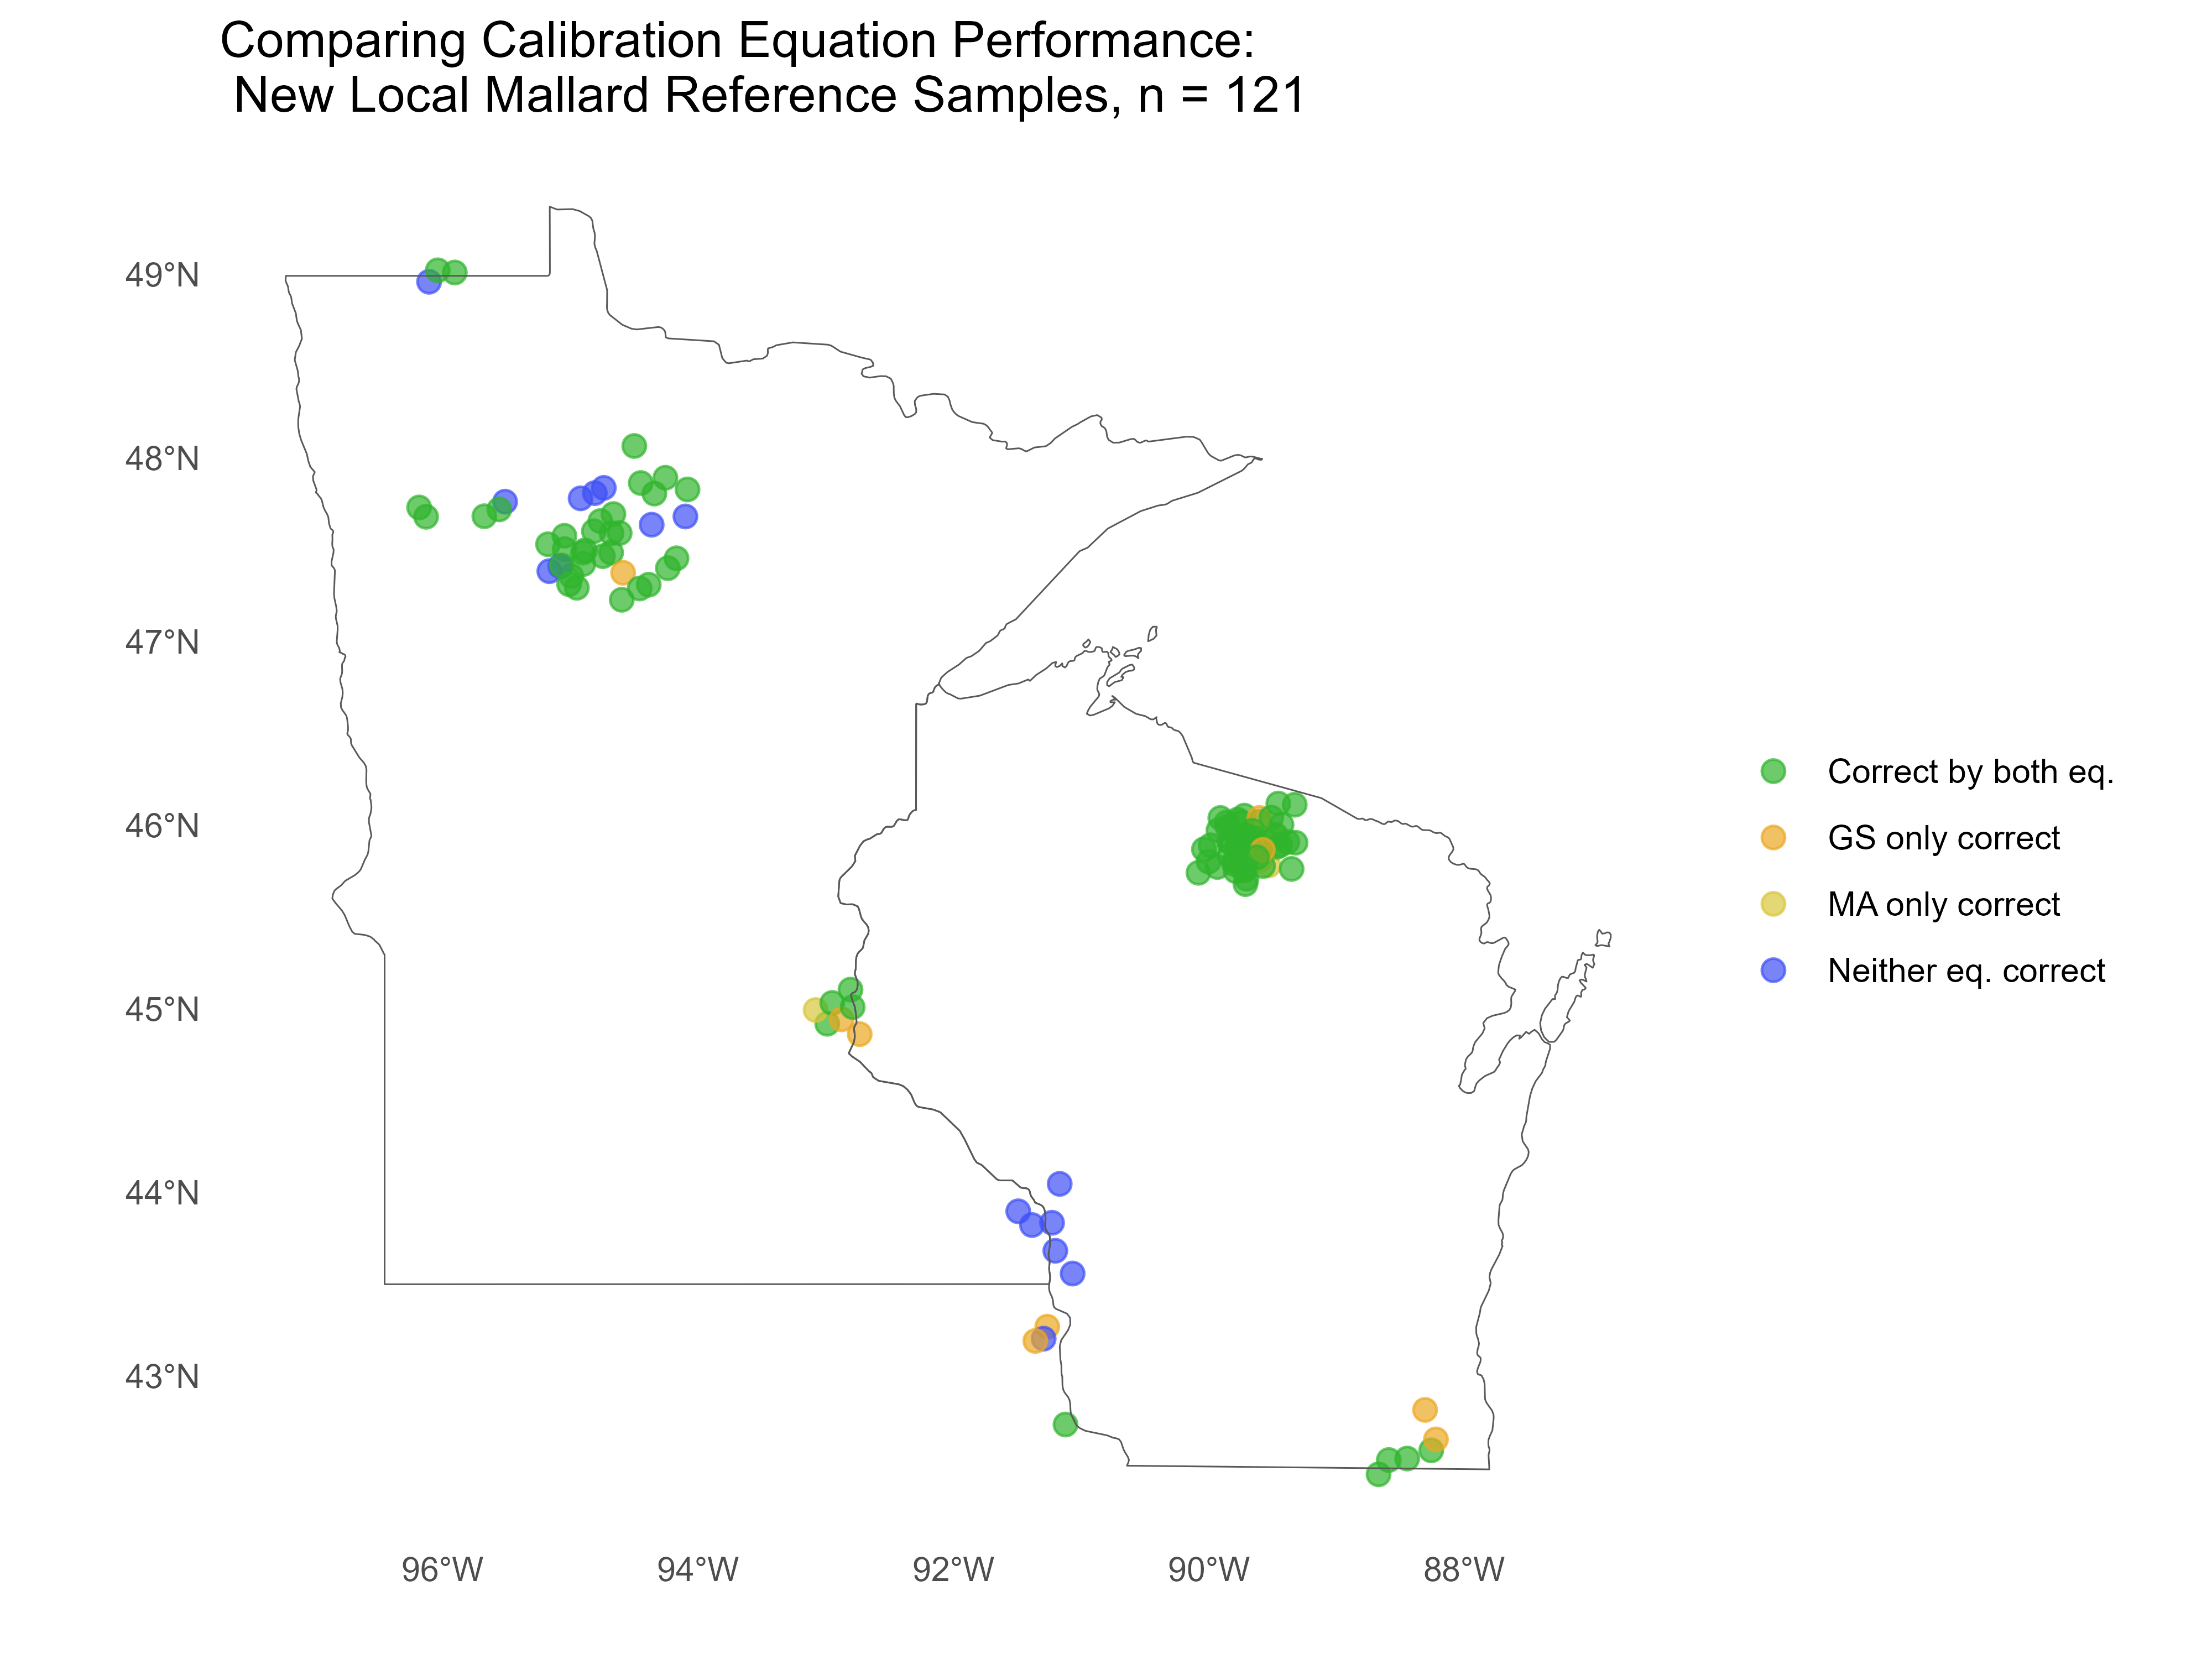 Comparing Calibration Equation Performance:
New Local Mallard Reference Samples, n = 121
49°N
48°N
47°N
46°N
45°N
44°N
43°N
96°W
94°W
92°W
90°W
88°W
Correct by both eq.
GS only correct
MA only correct
Neither eq. correct